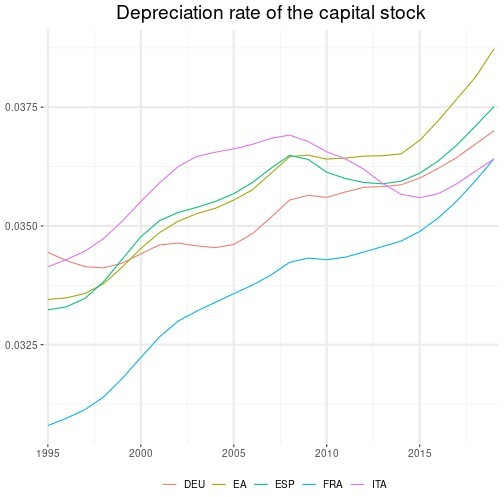 Depreciation rate of the capital stock
0.0375
0.0350
0.0325
1995 2000 2005 2010 2015
DEU EA ESP FRA ITA